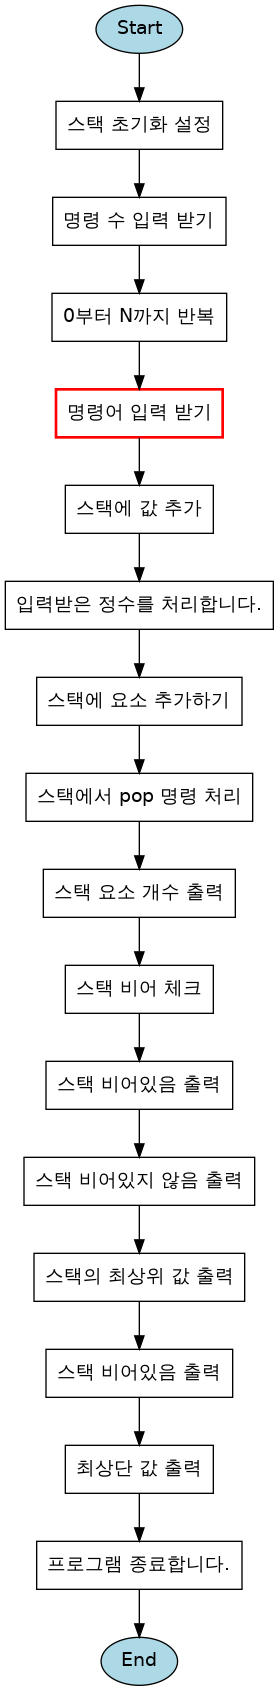 Start
스택 초기화 설정
명령 수 입력 받기
0부터 N까지 반복
명령어 입력 받기
스택에 값 추가
입력받은 정수를 처리합니다.
스택에 요소 추가하기
스택에서 pop 명령 처리
스택 요소 개수 출력
스택 비어 체크
스택 비어있음 출력
스택 비어있지 않음 출력
스택의 최상위 값 출력
스택 비어있음 출력
최상단 값 출력
프로그램 종료합니다.
End